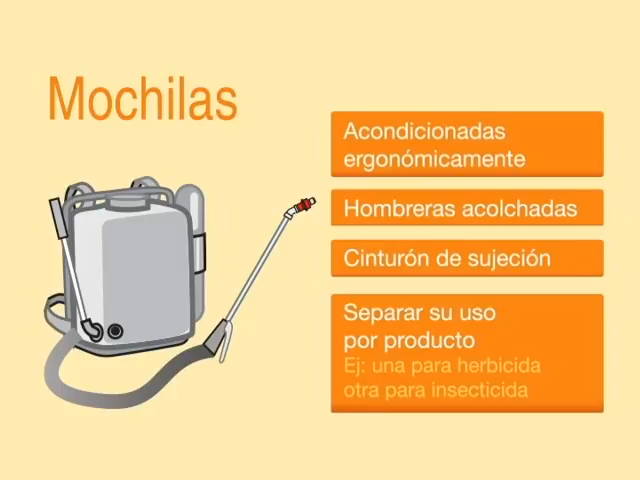 Mochilas
Acondicionadas
ergonómicamente
Hombreras acolchadas
Cinturón de sujeción
Separar su uso
por producto
Ej: una para herbicida
otra para insecticida